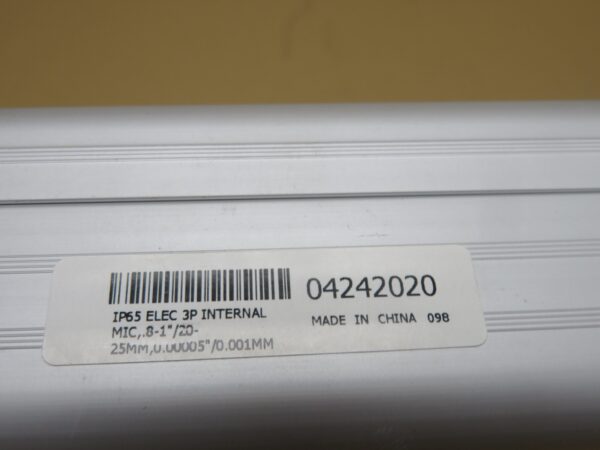 04242020
IP65 ELEC 3P INTERNAL
MIC,.8-1"/20-
25MM,0.00005"/0.001MM
MADE IN CHINA 098